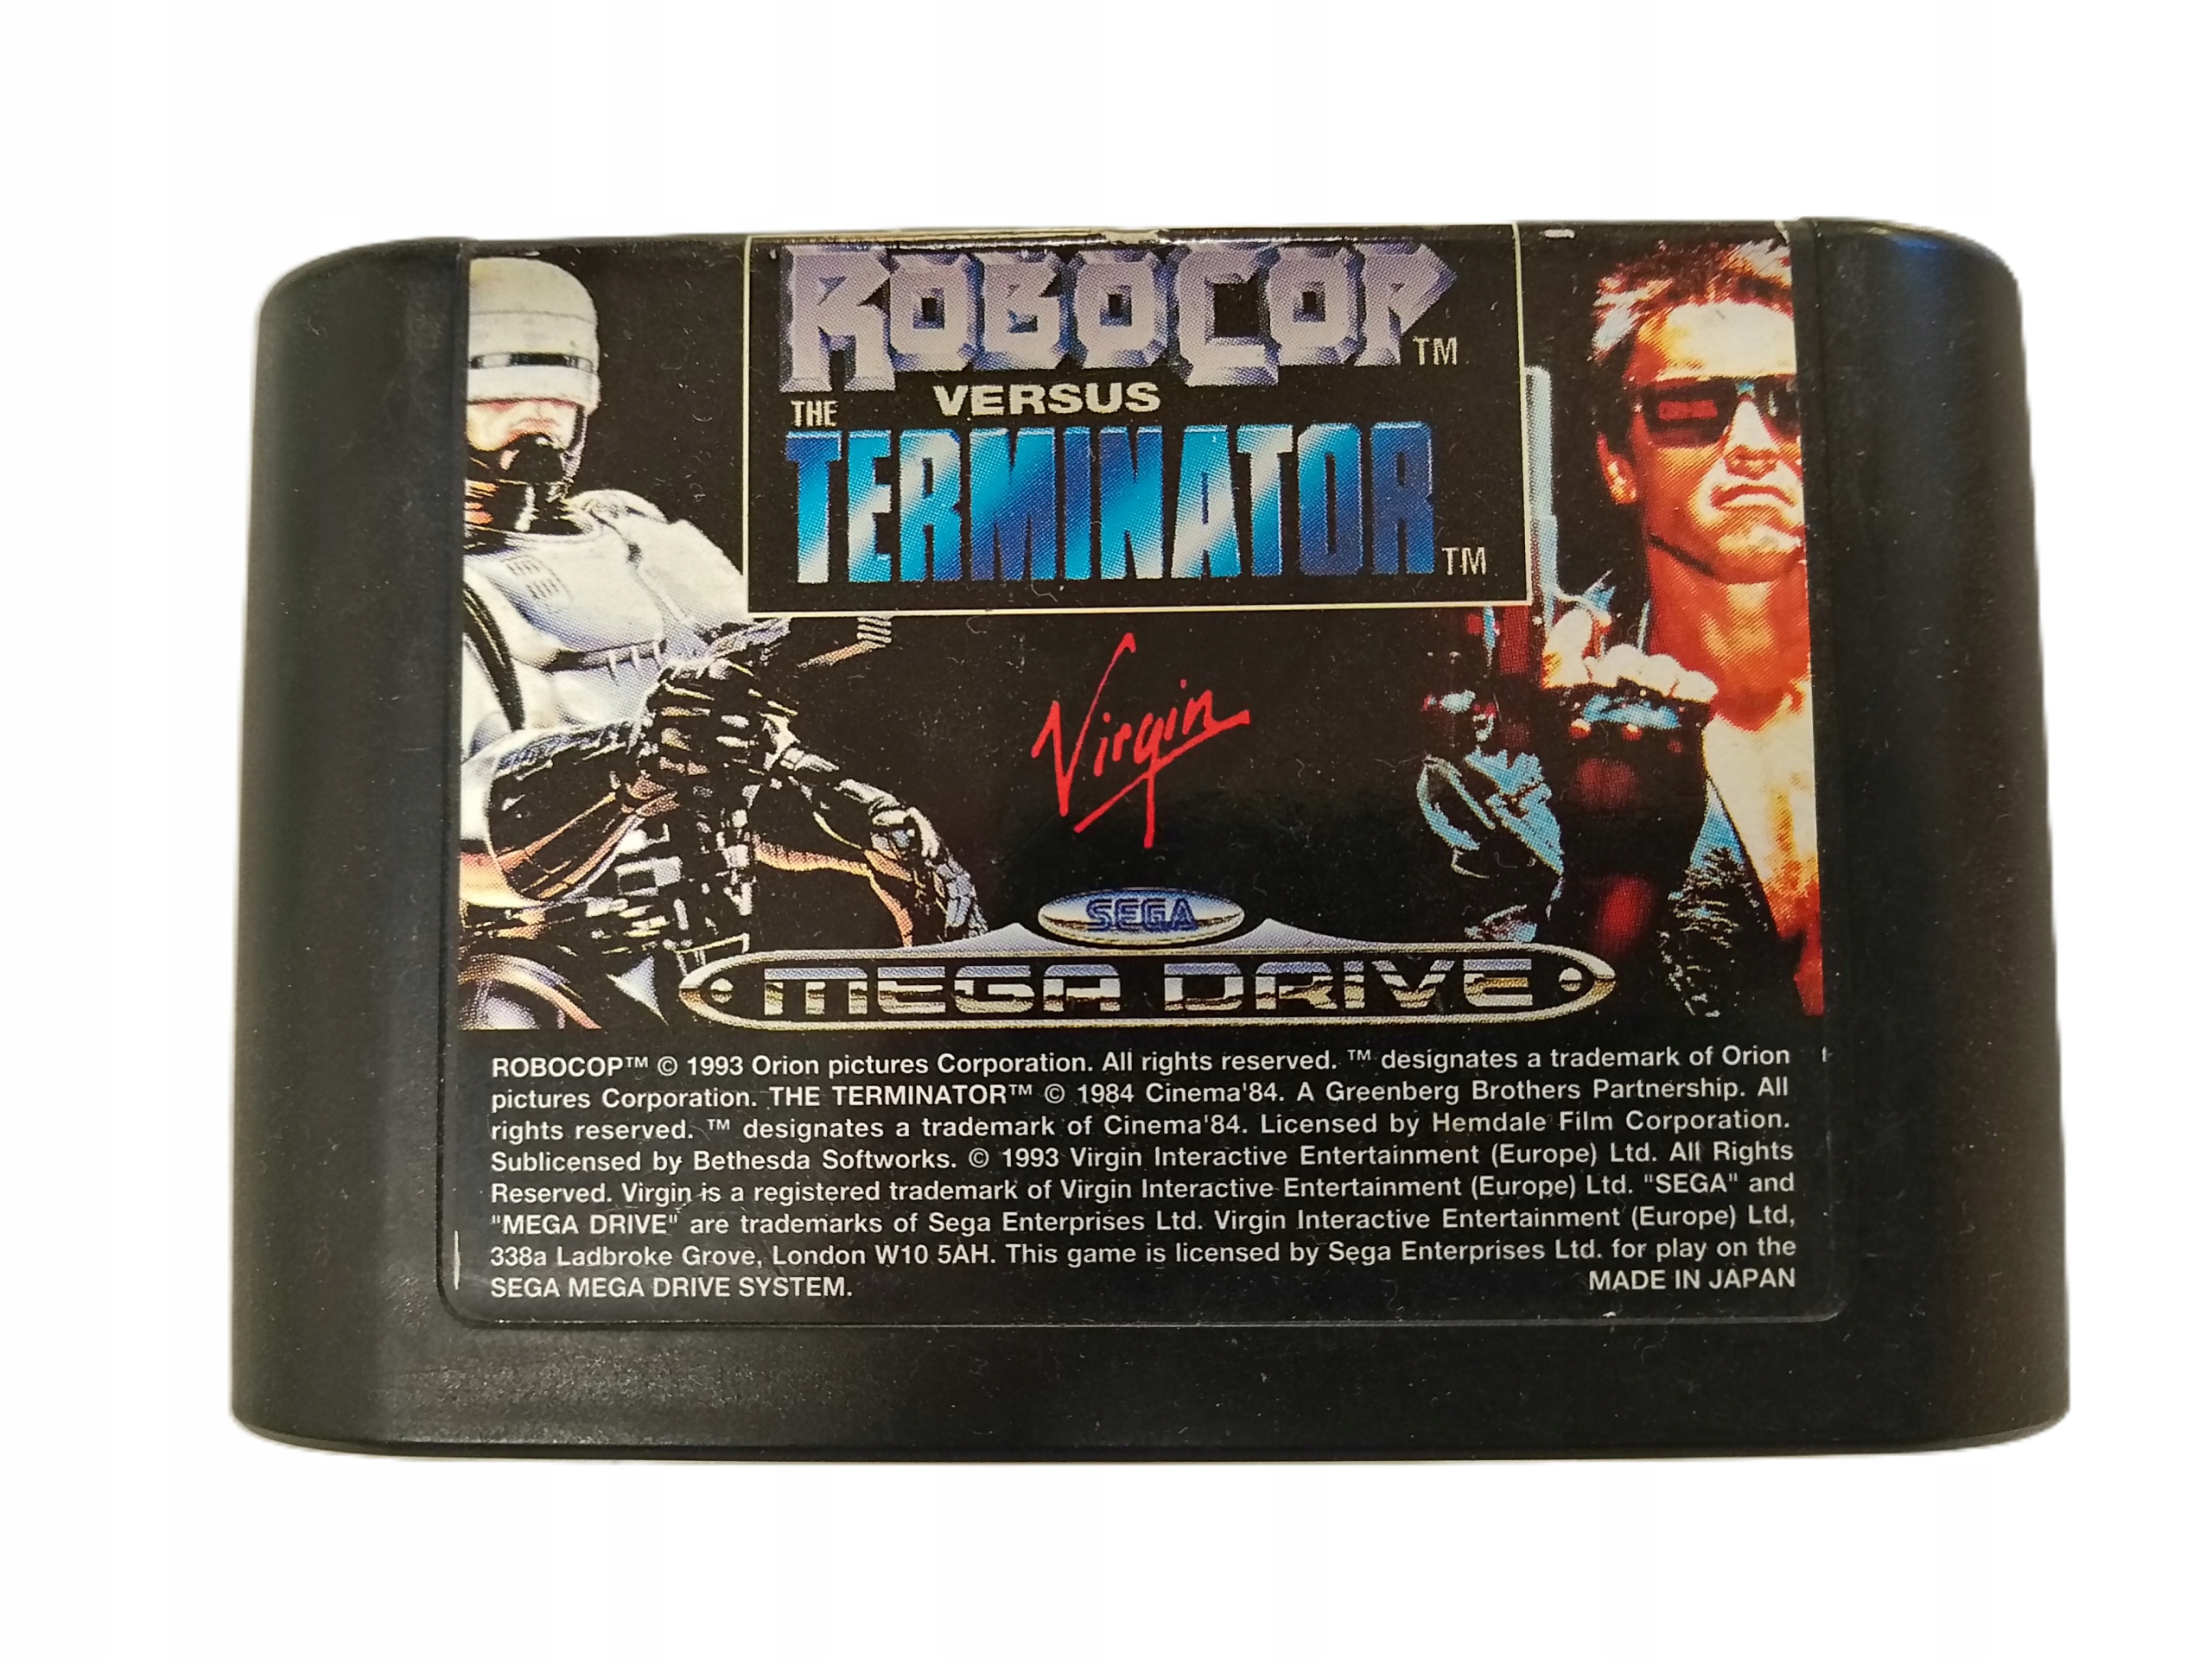 ROBOCOP™
VERSUS
THE
TERMINATOR™
Virgin
SEGA
MEGA DRIVE
ROBOCOP™ © 1993 Orion pictures Corporation. All rights reserved. ™ designates a trademark of Orion
pictures Corporation. THE TERMINATOR™ © 1984 Cinema'84. A Greenberg Brothers Partnership. All
rights reserved. ™ designates a trademark of Cinema'84. Licensed by Hemdale Film Corporation.
Sublicensed by Bethesda Softworks. © 1993 Virgin Interactive Entertainment (Europe) Ltd. All Rights
Reserved. Virgin is a registered trademark of Virgin Interactive Entertainment (Europe) Ltd. "SEGA" and
"MEGA DRIVE" are trademarks of Sega Enterprises Ltd. Virgin Interactive Entertainment (Europe) Ltd,
338a Ladbroke Grove, London W10 5AH. This game is licensed by Sega Enterprises Ltd. for play on the
SEGA MEGA DRIVE SYSTEM. MADE IN JAPAN